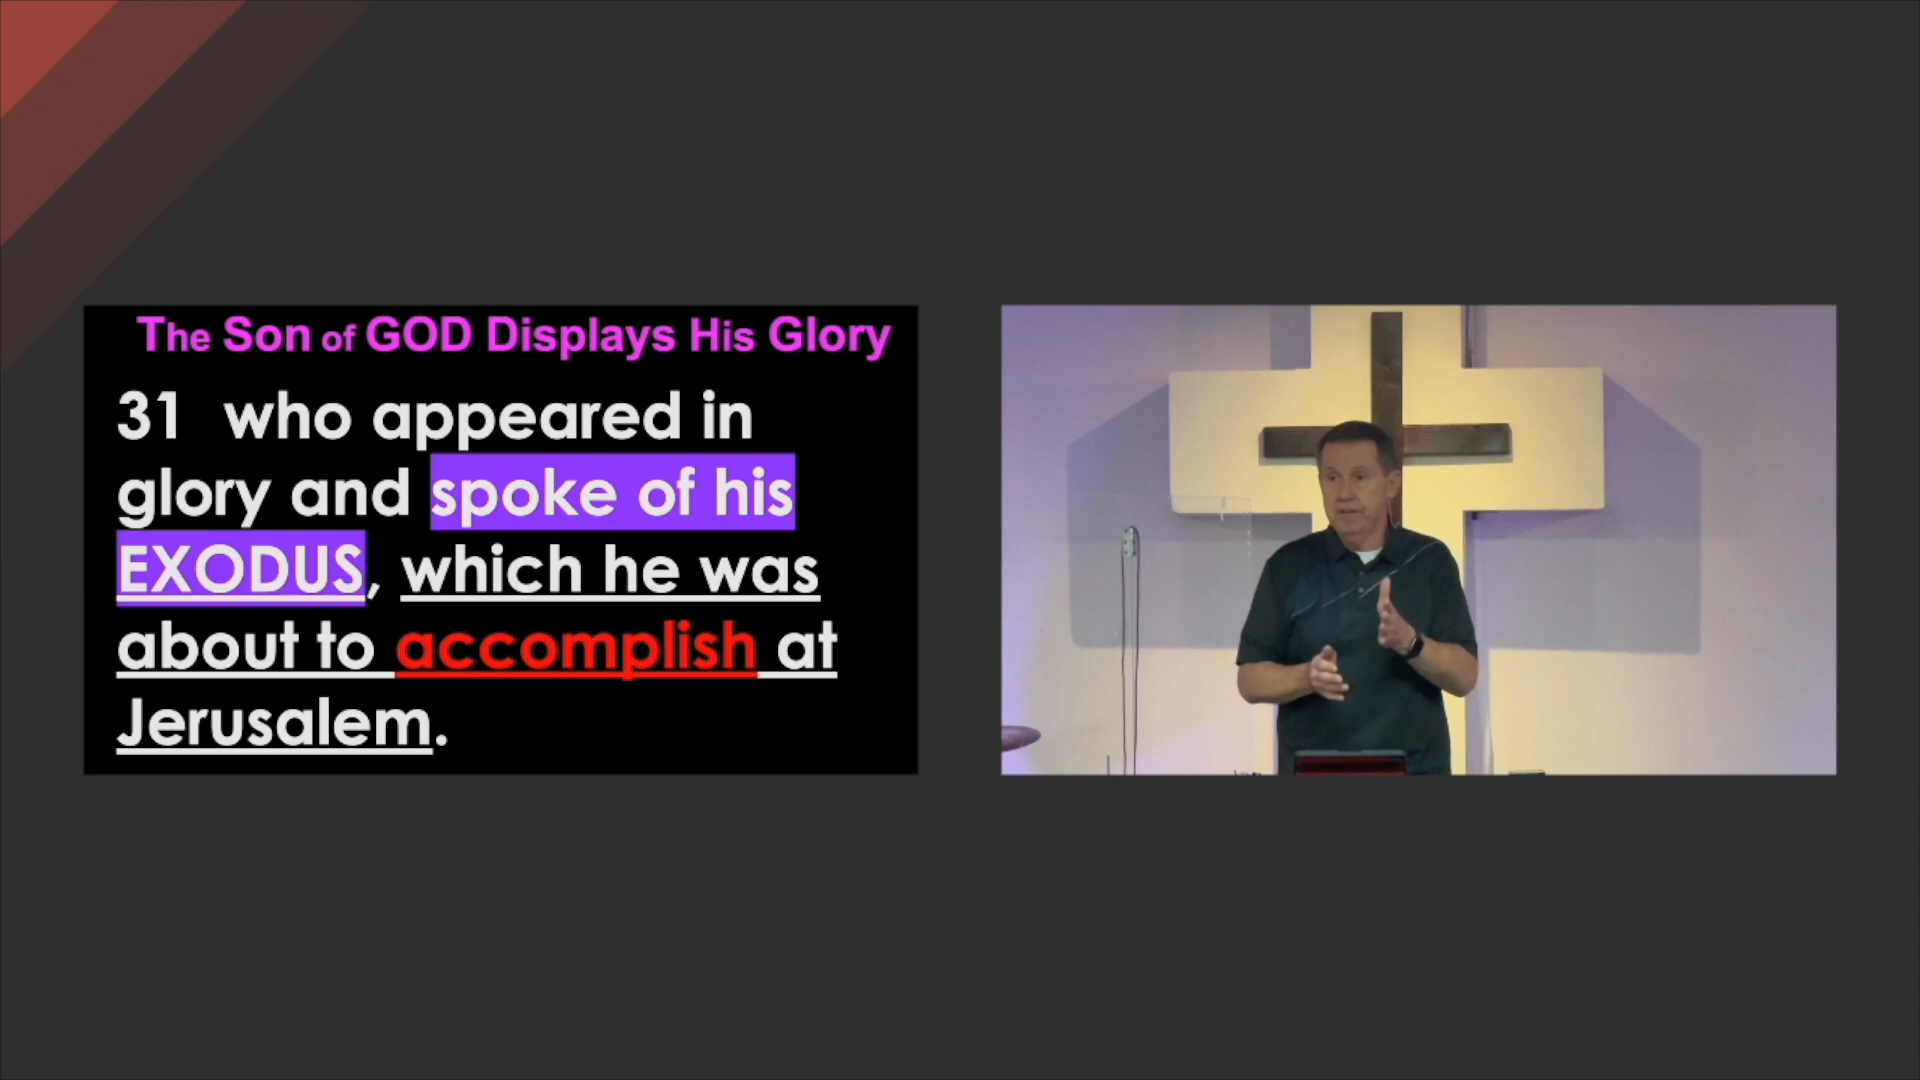 The Son of GOD Displays His Glory
31 who appeared in
glory and spoke of his
EXODUS, which he was
about to accomplish at
Jerusalem.